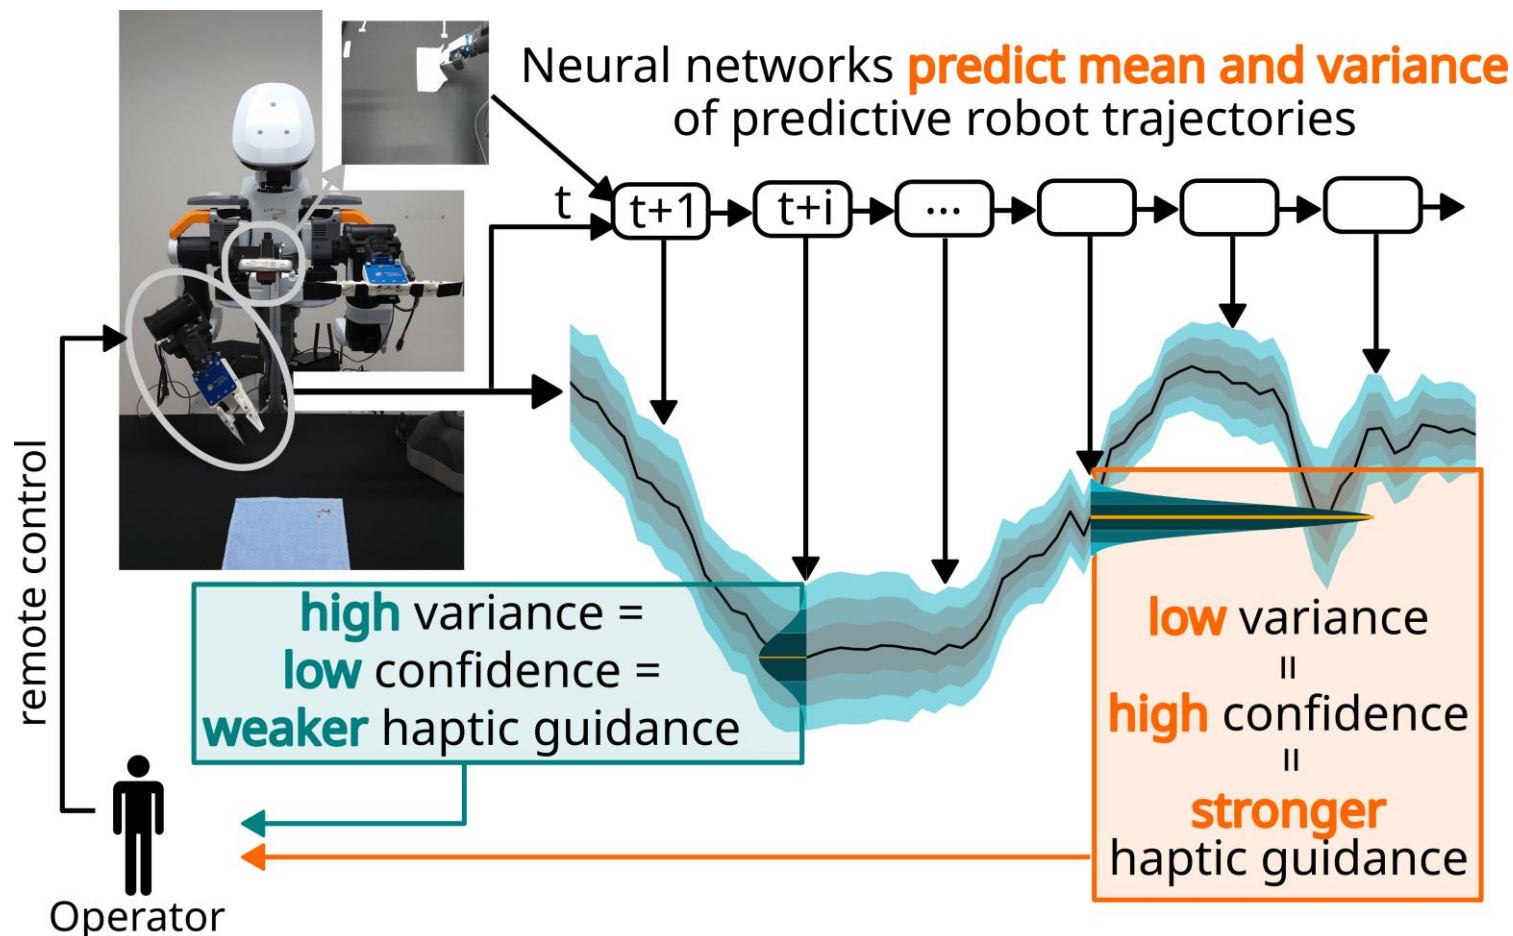 Neural networks predict mean and variance
of predictive robot trajectories
t
t+1
t+i
...
remote control
high variance =
low confidence =
weaker haptic guidance
low variance
=
high confidence
=
stronger
haptic guidance
Operator